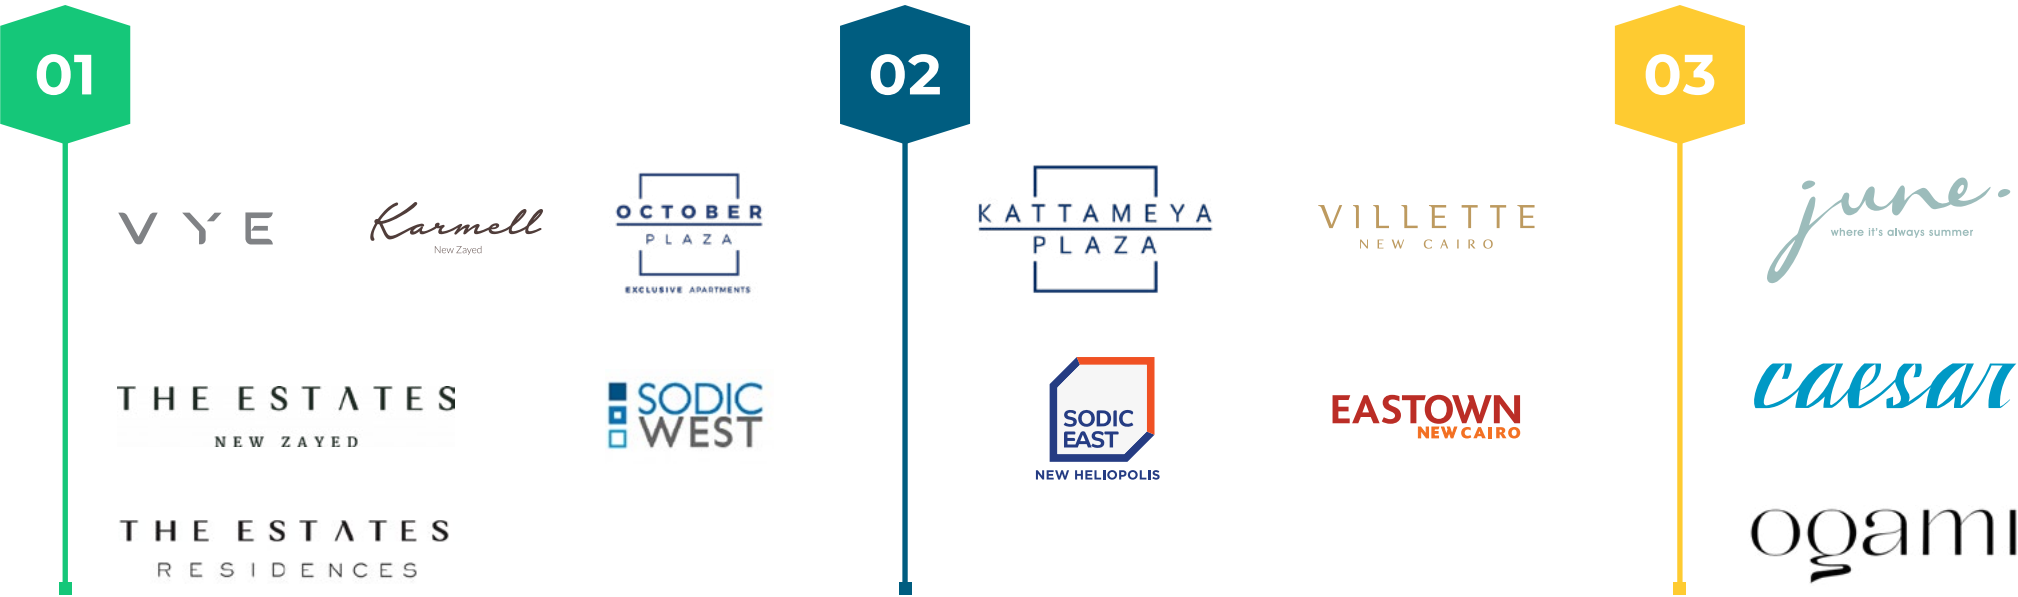 01
VYE
Karmell
New Zayed
OCTOBER
PLAZA
EXCLUSIVE APARTMENTS
THE ESTATES
NEW ZAYED
SODIC
WEST
THE ESTATES
RESIDENCES
02
KATTAMEYA
PLAZA
VILLETTE
NEW CAIRO
SODIC
EAST
NEW HELIOPOLIS
EASTOWN
NEW CAIRO
03
june.
where it's always summer
caesar
ogami